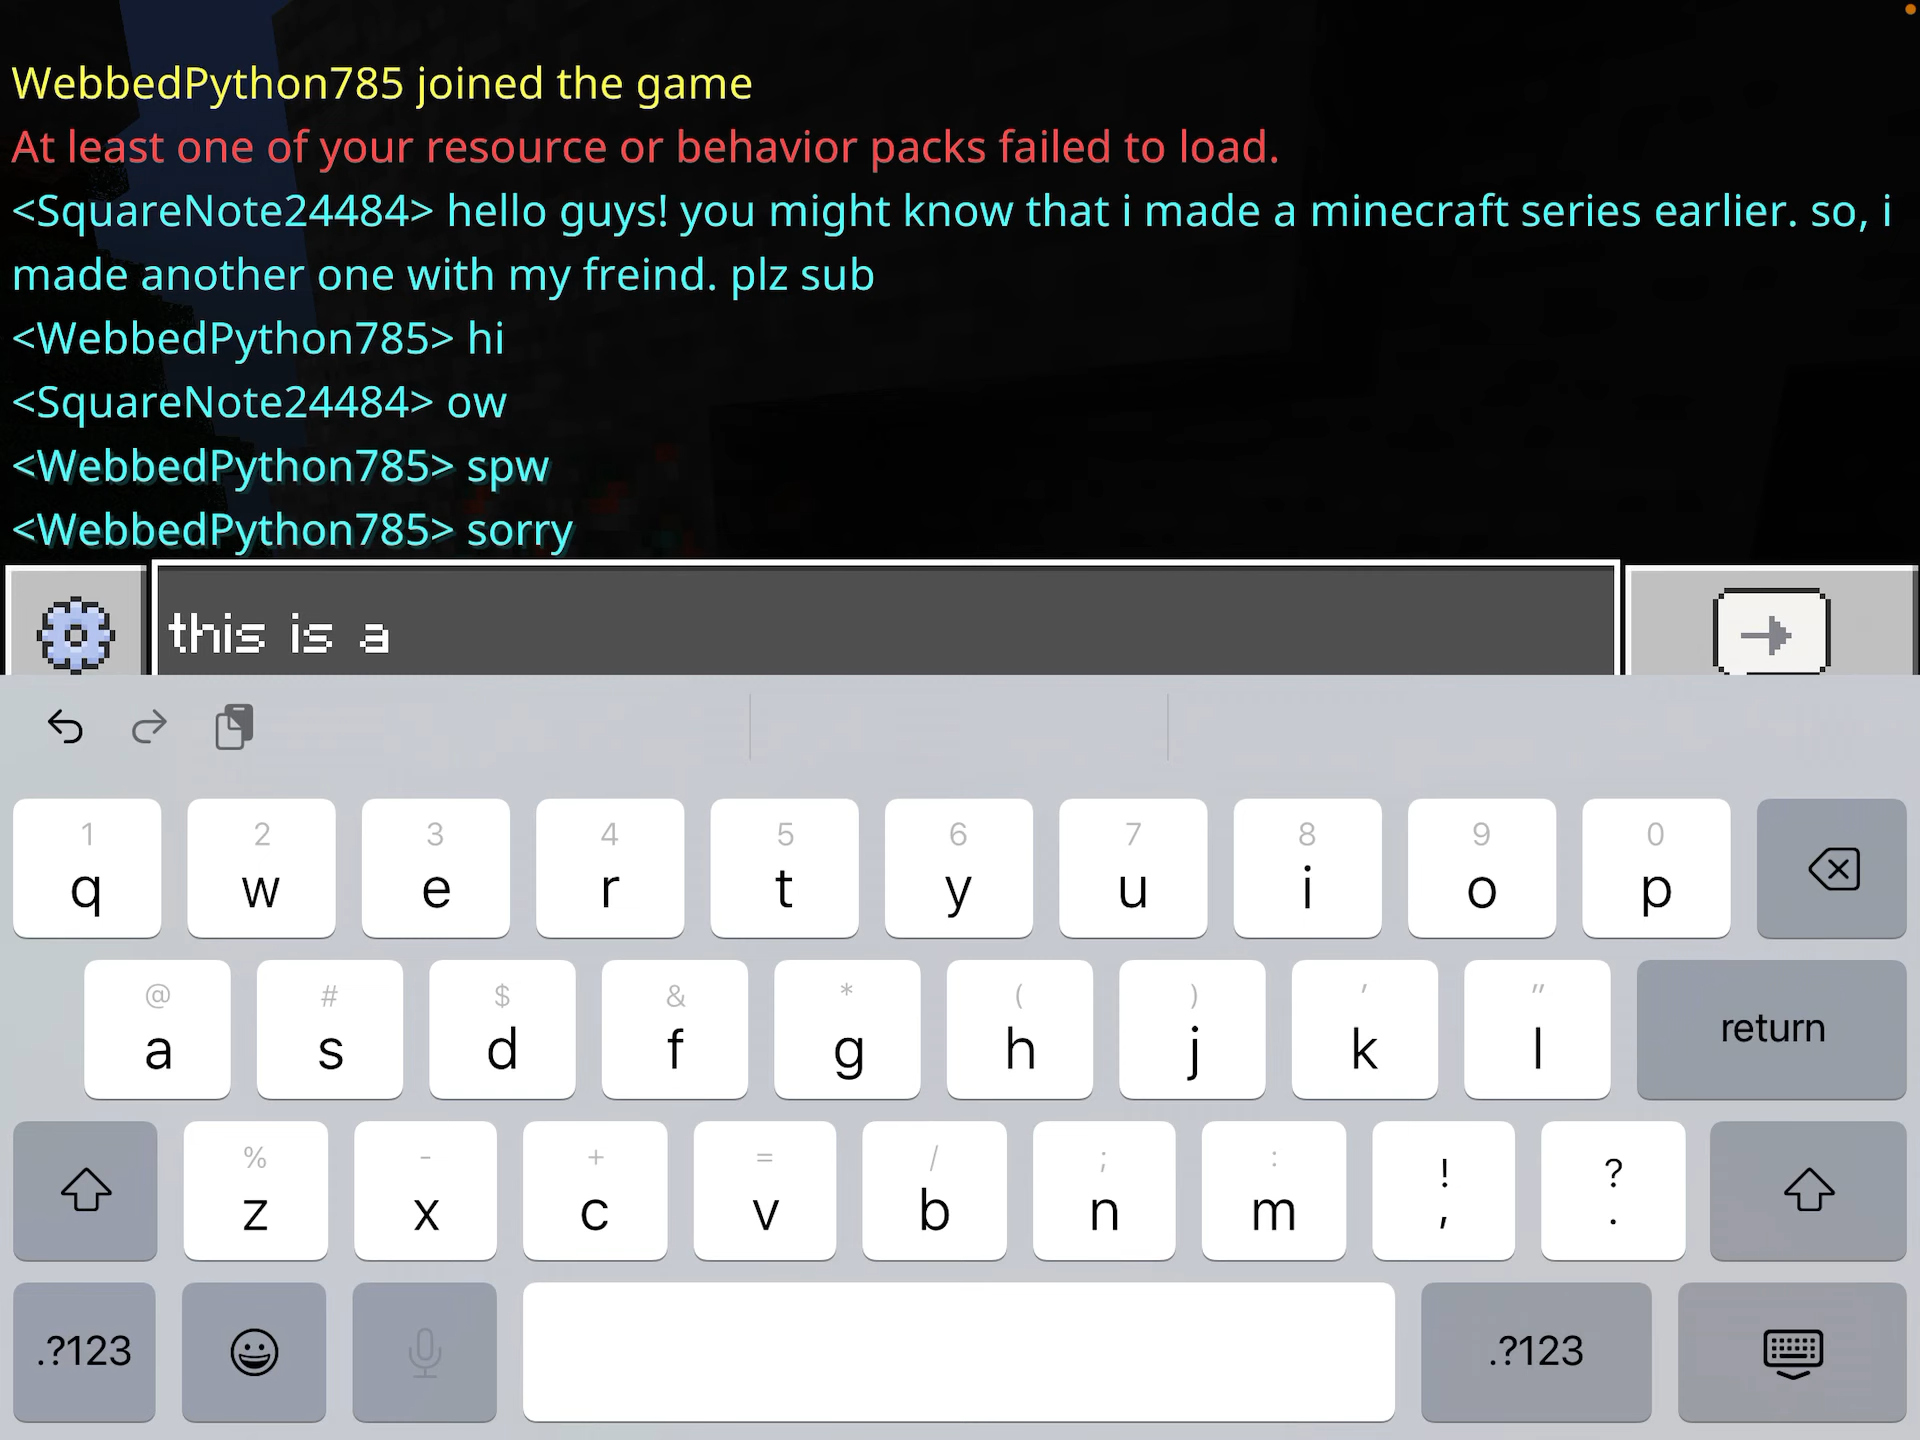 WebbedPython785 joined the game
At least one of your resource or behavior packs failed to load.
<SquareNote24484> hello guys! you might know that i made a minecraft series earlier. so, i
made another one with my freind. plz sub
<WebbedPython785> hi
<SquareNote24484> ow
<WebbedPython785> spw
<WebbedPython785> sorry
this is a
1 2 3 4 5 6 7 8 9 0
q w e r t y u i o p
@ # $ & * ( ) ' "
a s d f g h j k l return
% - + = / ; : ! ?
z x c v b n m , .
.?123 .?123